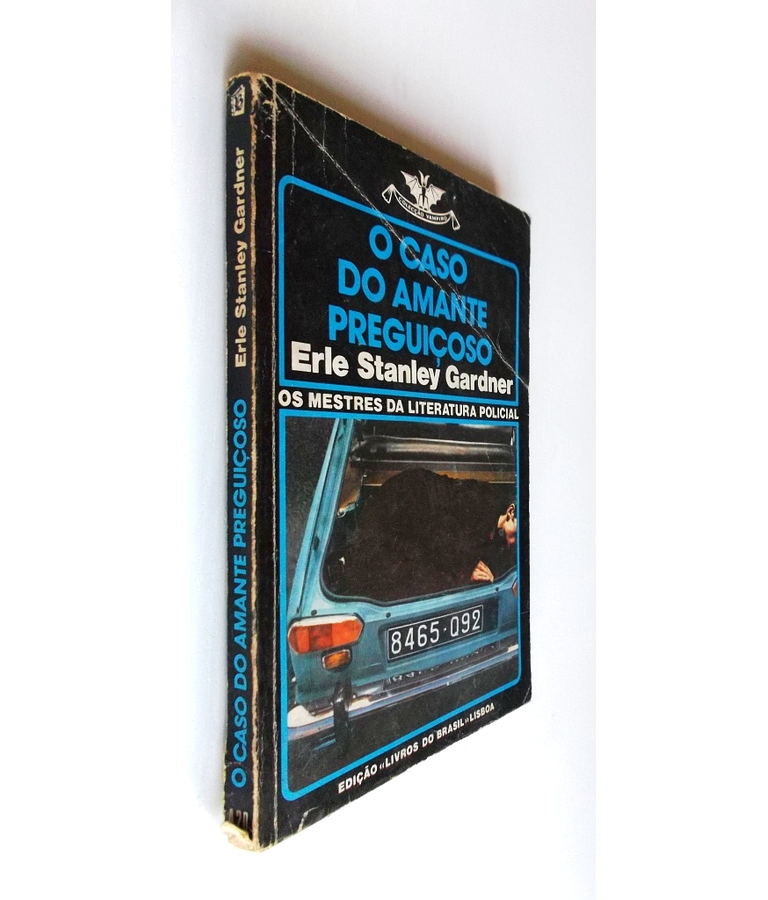 COLECÇÃO VAMPIRO
O CASO
DO AMANTE
PREGUIÇOSO
Erle Stanley Gardner
OS MESTRES DA LITERATURA POLICIAL
8465·Q92
EDIÇÃO «LIVROS DO BRASIL» LISBOA
O CASO DO AMANTE PREGUIÇOSO Erle Stanley Gardner